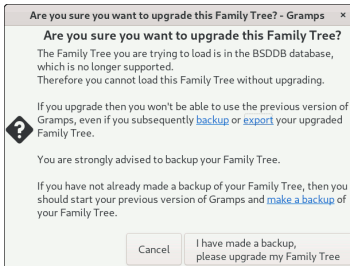 Are you sure you want to upgrade this Family Tree? - Gramps ×
Are you sure you want to upgrade this Family Tree?
The Family Tree you are trying to load is in the BSDDB database,
which is no longer supported.
Therefore you cannot load this Family Tree without upgrading.
If you upgrade then you won't be able to use the previous version of
Gramps, even if you subsequently backup or export your upgraded
Family Tree.
You are strongly advised to backup your Family Tree.
If you have not already made a backup of your Family Tree, then you
should start your previous version of Gramps and make a backup of
your Family Tree.
Cancel
I have made a backup,
please upgrade my Family Tree